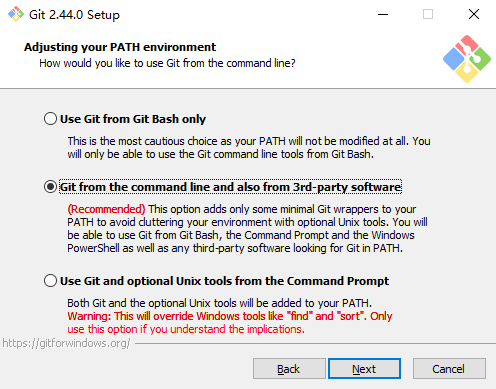 Git 2.44.0 Setup
Adjusting your PATH environment
How would you like to use Git from the command line?
Use Git from Git Bash only
This is the most cautious choice as your PATH will not be modified at all. You
will only be able to use the Git command line tools from Git Bash.
Git from the command line and also from 3rd-party software
(Recommended) This option adds only some minimal Git wrappers to your
PATH to avoid cluttering your environment with optional Unix tools. You will
be able to use Git from Git Bash, the Command Prompt and the Windows
PowerShell as well as any third-party software looking for Git in PATH.
Use Git and optional Unix tools from the Command Prompt
Both Git and the optional Unix tools will be added to your PATH.
Warning: This will override Windows tools like "find" and "sort". Only
use this option if you understand the implications.
https://gitforwindows.org/
Back Next Cancel